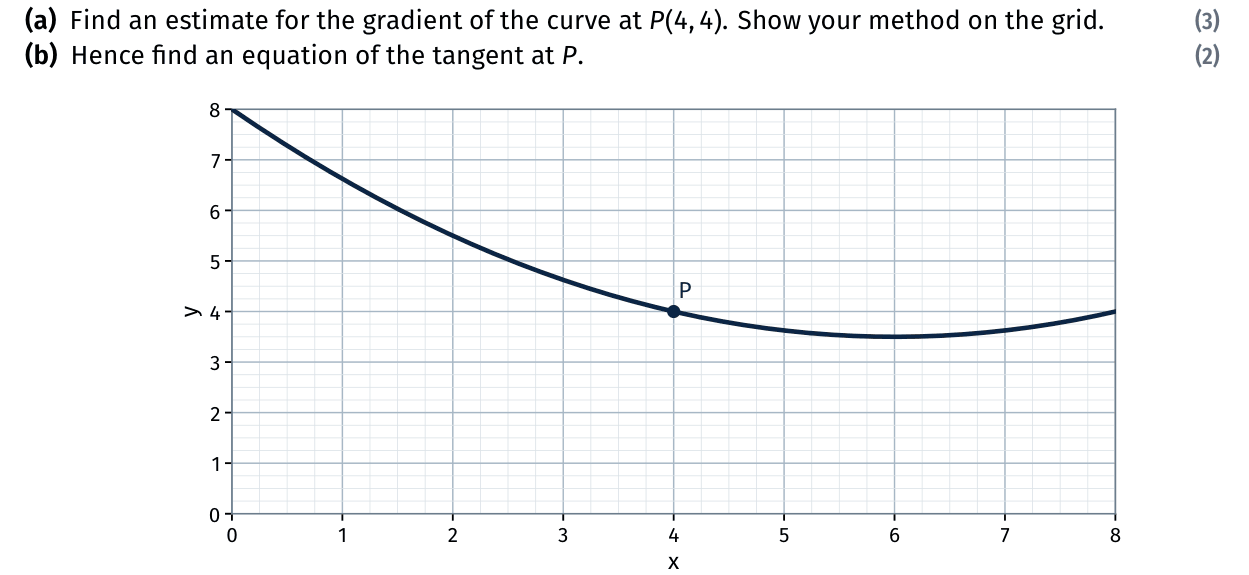 (a) Find an estimate for the gradient of the curve at P(4, 4). Show your method on the grid. (3)
(b) Hence find an equation of the tangent at P. (2)
8
7
6
5
P
4
y
3
2
1
0
0 1 2 3 4 5 6 7 8
x